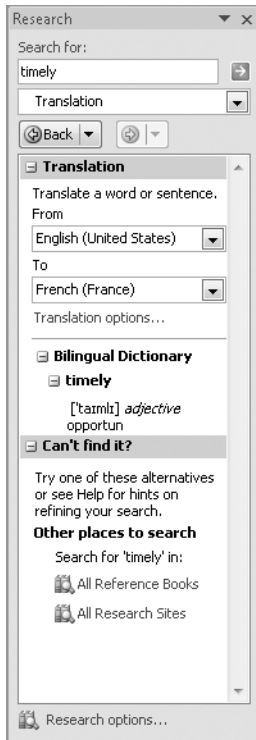 Research
Search for:
timely
Translation
Back
Translation
Translate a word or sentence.
From
English (United States)
To
French (France)
Translation options...
Bilingual Dictionary
timely
['taɪmlɪ] adjective
opportun
Can't find it?
Try one of these alternatives
or see Help for hints on
refining your search.
Other places to search
Search for 'timely' in:
All Reference Books
All Research Sites
Research options...